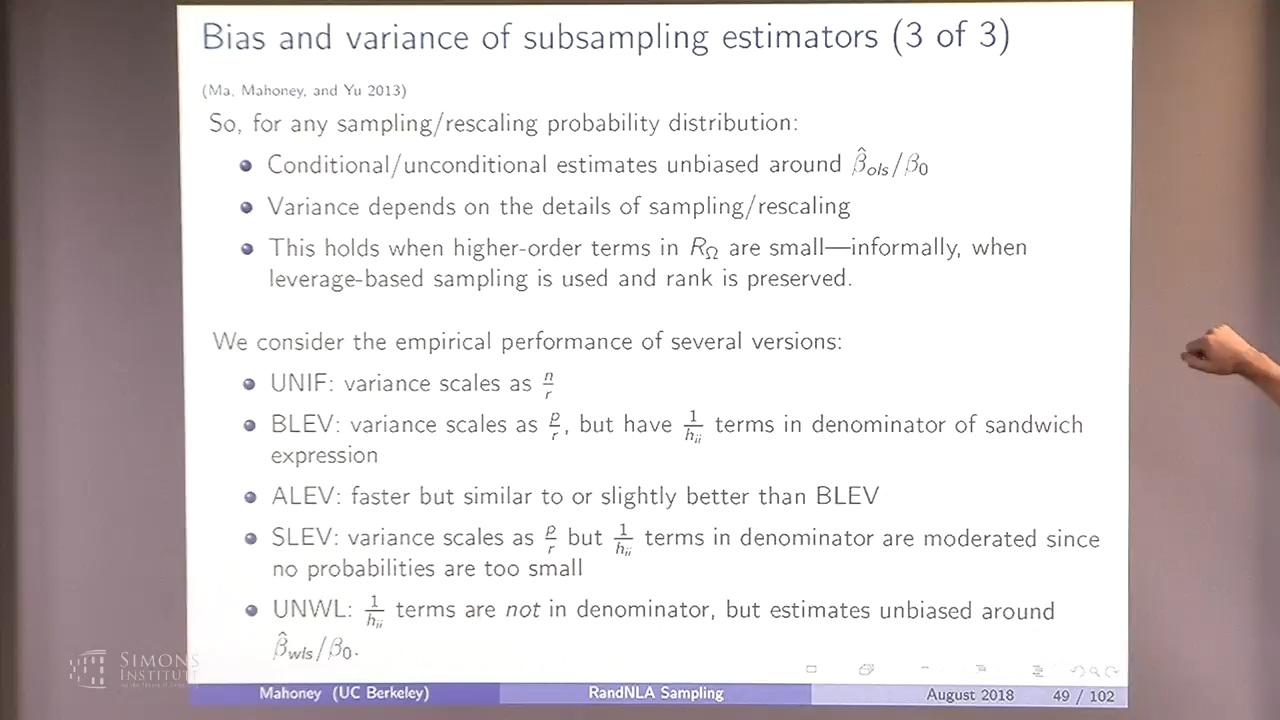 Bias and variance of subsampling estimators (3 of 3)
(Ma, Mahoney, and Yu 2013)
So, for any sampling/rescaling probability distribution:
Conditional/unconditional estimates unbiased around β̂ₒₗₛ/β₀
Variance depends on the details of sampling/rescaling
This holds when higher-order terms in R_Ω are small—informally, when
leverage-based sampling is used and rank is preserved.
We consider the empirical performance of several versions:
UNIF: variance scales as n/r
BLEV: variance scales as p/r, but have 1/hᵢᵢ terms in denominator of sandwich
expression
ALEV: faster but similar to or slightly better than BLEV
SLEV: variance scales as p/r but 1/hᵢᵢ terms in denominator are moderated since
no probabilities are too small
UNWL: 1/hᵢᵢ terms are not in denominator, but estimates unbiased around
β̂_wls/β₀.
SIMONS
INSTITUTE
Mahoney (UC Berkeley) RandNLA Sampling August 2018 49 / 102